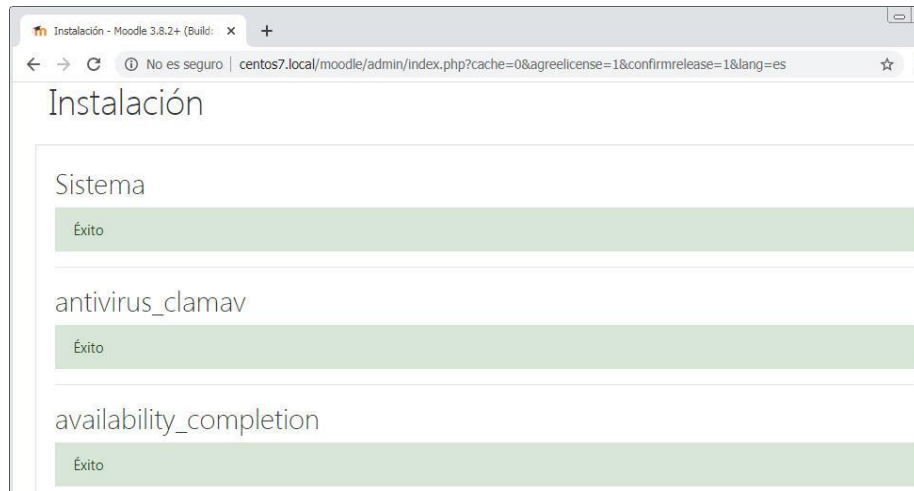 Instalación - Moodle 3.8.2+ (Build:
No es seguro | centos7.local/moodle/admin/index.php?cache=0&agreelicense=1&confirmrelease=1&lang=es
Instalación
Sistema
Éxito
antivirus_clamav
Éxito
availability_completion
Éxito